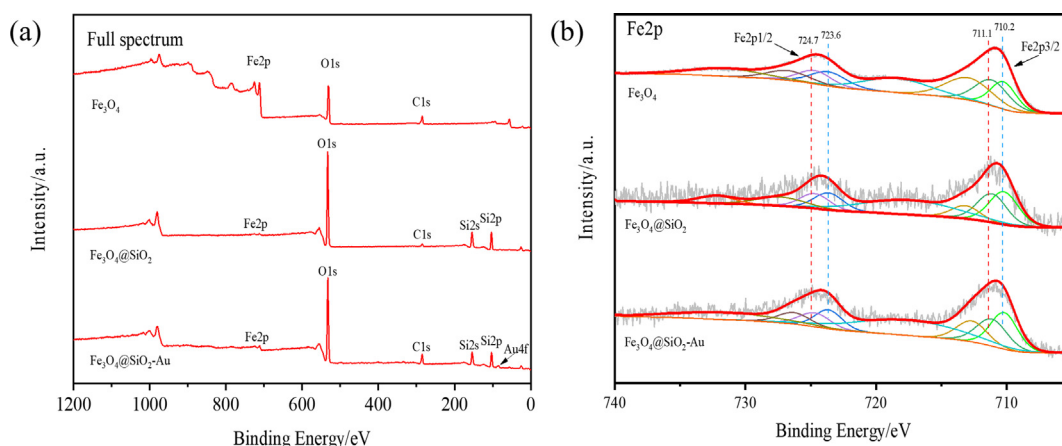 (a)
Full spectrum
Fe2p
O1s
C1s
Fe₃O₄
O1s
Fe2p
C1s
Si2s
Si2p
Fe₃O₄@SiO₂
O1s
Fe2p
C1s
Si2s
Si2p
Au4f
Fe₃O₄@SiO₂-Au
Intensity/a.u.
1200 1000 800 600 400 200 0
Binding Energy/eV
(b)
Fe2p
Fe2p1/2
724.7
723.6
711.1
710.2
Fe2p3/2
Fe₃O₄
Fe₃O₄@SiO₂
Fe₃O₄@SiO₂-Au
Intensity/a.u.
740 730 720 710
Binding Energy/eV